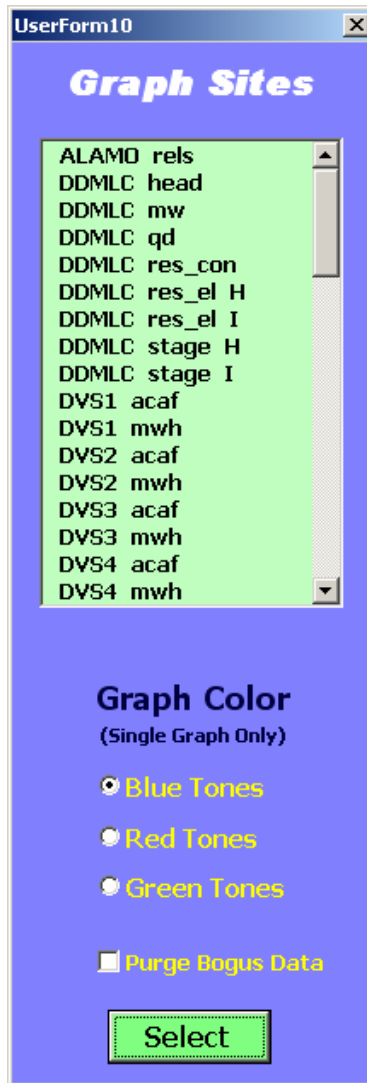 UserForm10
Graph Sites
ALAMO rels
DDMLC head
DDMLC mw
DDMLC qd
DDMLC res_con
DDMLC res_el H
DDMLC res_el I
DDMLC stage H
DDMLC stage I
DVS1 acaf
DVS1 mwh
DVS2 acaf
DVS2 mwh
DVS3 acaf
DVS3 mwh
DVS4 acaf
DVS4 mwh
Graph Color
(Single Graph Only)
Blue Tones
Red Tones
Green Tones
Purge Bogus Data
Select